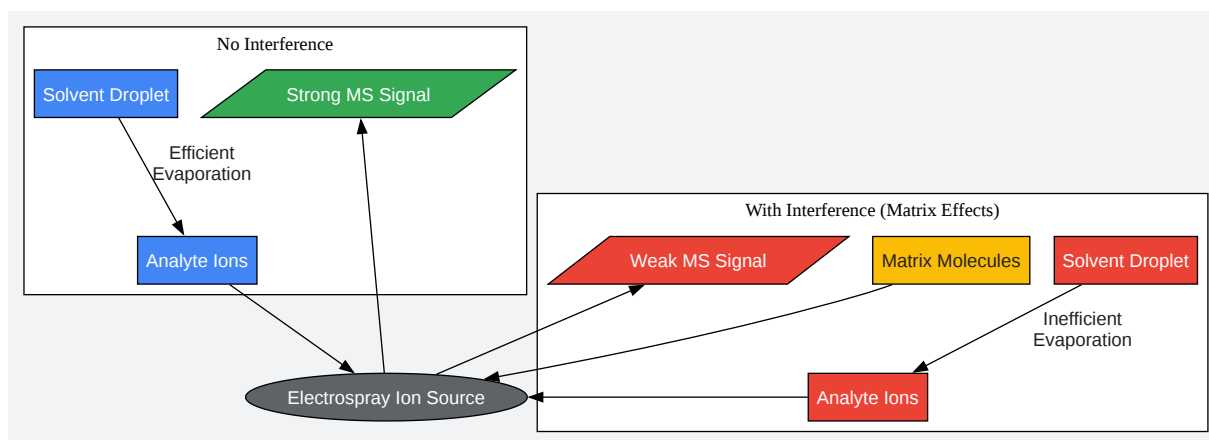 No Interference
Solvent Droplet
Strong MS Signal
Efficient
Evaporation
Analyte Ions
With Interference (Matrix Effects)
Weak MS Signal
Matrix Molecules
Solvent Droplet
Inefficient
Evaporation
Analyte Ions
Electrospray Ion Source